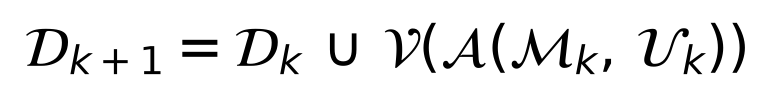 𝒟ₖ₊₁ = 𝒟ₖ ∪ 𝒱(𝒜(ℳₖ, 𝒰ₖ))